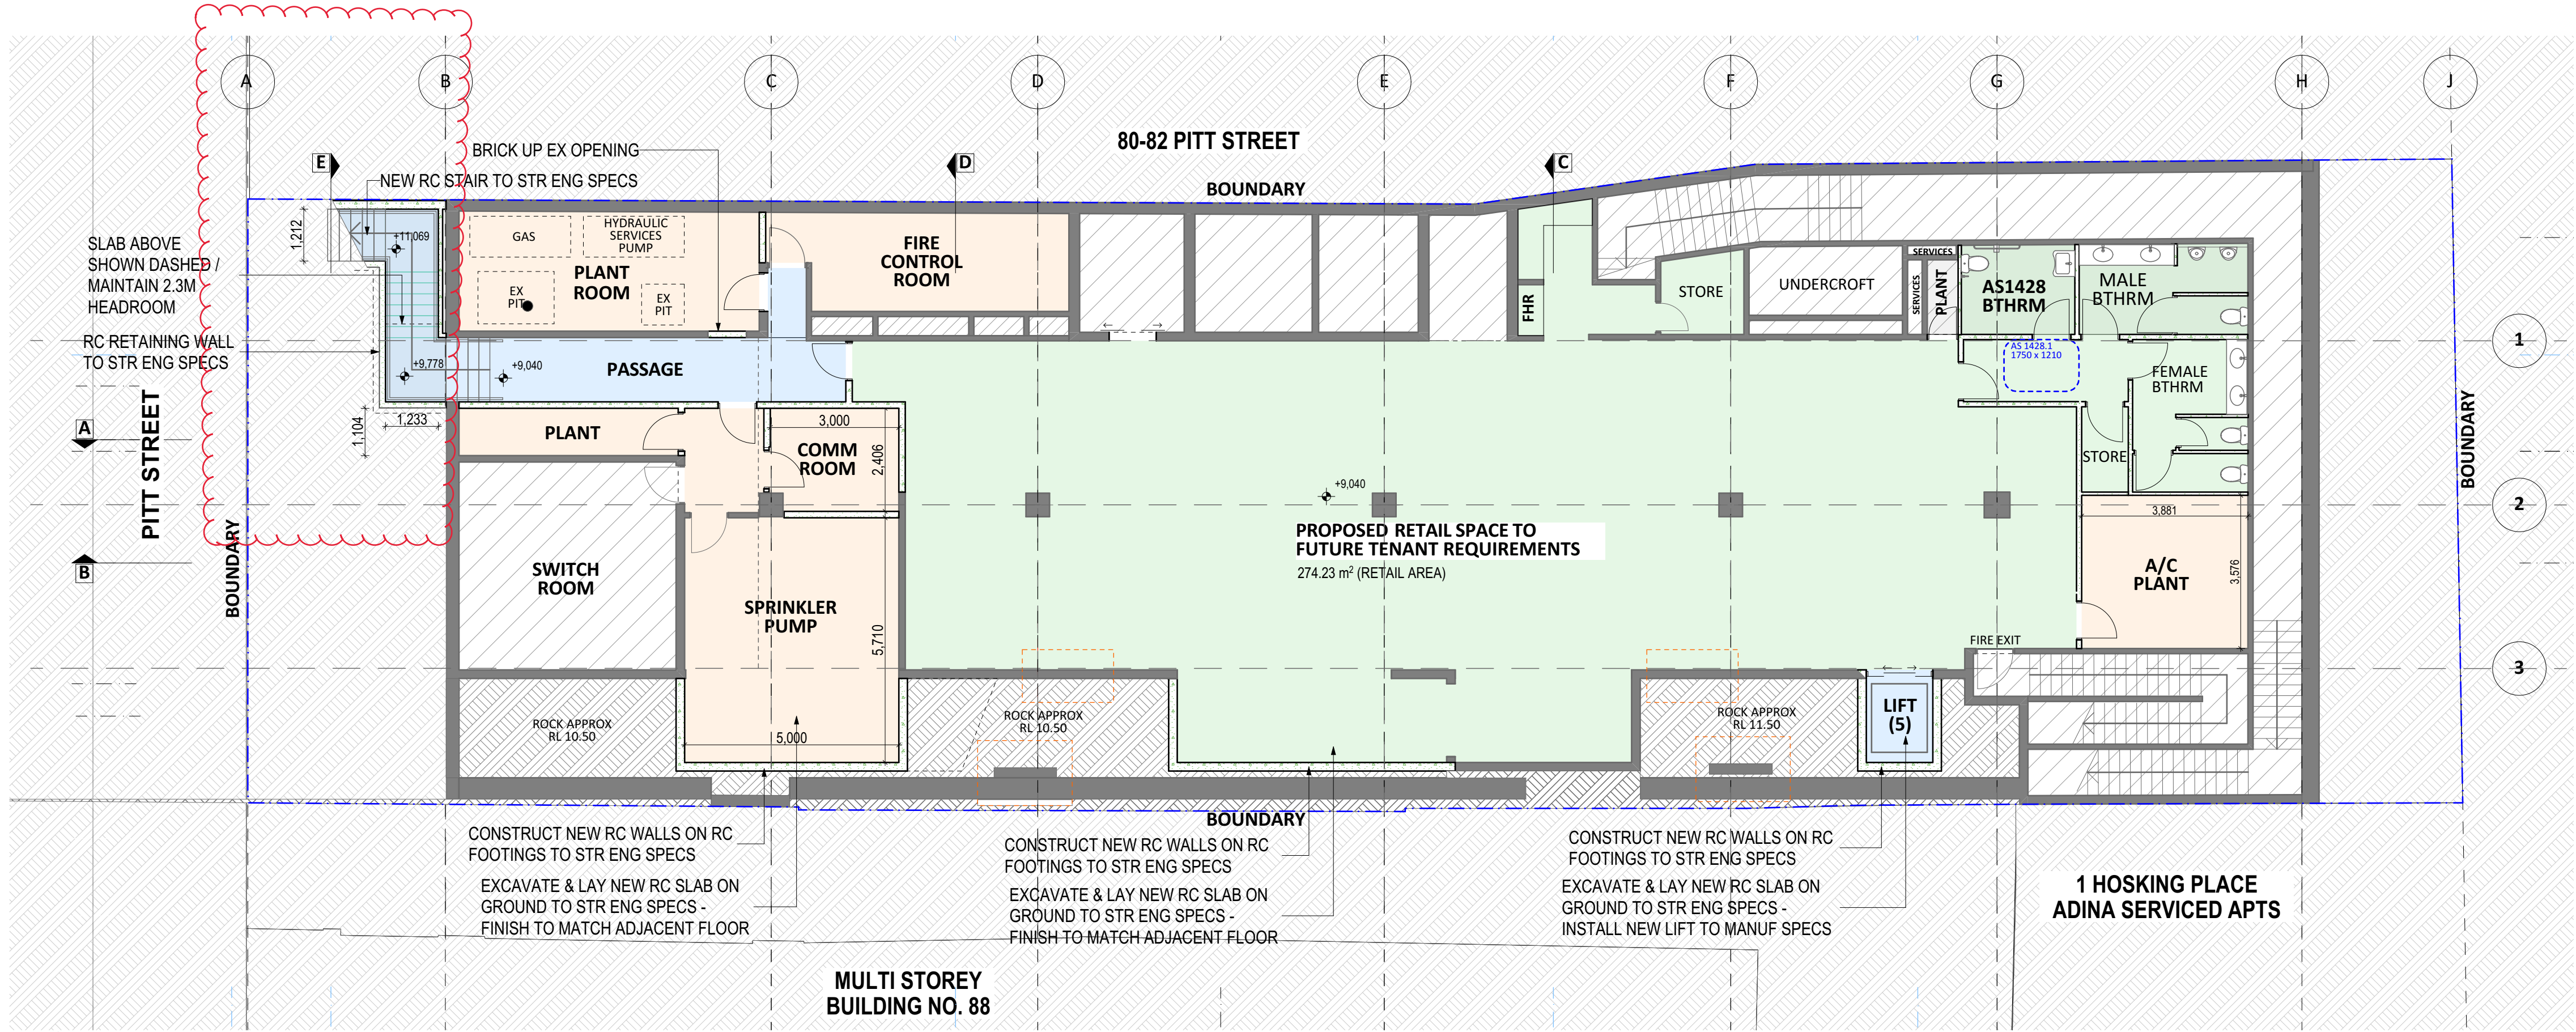 A
B
C
D
E
F
G
H
J
80-82 PITT STREET
BRICK UP EX OPENING
E
D
C
NEW RC STAIR TO STR ENG SPECS
BOUNDARY
1,212
+11,069
GAS
HYDRAULIC
SERVICES
PUMP
PLANT
ROOM
EX
PIT
EX
PIT
FIRE
CONTROL
ROOM
SLAB ABOVE
SHOWN DASHED /
MAINTAIN 2.3M
HEADROOM
RC RETAINING WALL
TO STR ENG SPECS
FHR
STORE
UNDERCROFT
SERVICES
SERVICES
PLANT
AS1428
BTHRM
MALE
BTHRM
AS 1428.1
1750 x 1210
FEMALE
BTHRM
1
+9,778
+9,040
PASSAGE
PITT STREET
A
B
BOUNDARY
1,104
1,233
PLANT
3,000
COMM
ROOM
2,406
STORE
BOUNDARY
2
+9,040
PROPOSED RETAIL SPACE TO
FUTURE TENANT REQUIREMENTS
274.23 m² (RETAIL AREA)
3,881
A/C
PLANT
3,576
SWITCH
ROOM
SPRINKLER
PUMP
5,710
FIRE EXIT
3
ROCK APPROX
RL 10.50
5,000
ROCK APPROX
RL 10.50
ROCK APPROX
RL 11.50
LIFT
(5)
BOUNDARY
CONSTRUCT NEW RC WALLS ON RC
FOOTINGS TO STR ENG SPECS
EXCAVATE & LAY NEW RC SLAB ON
GROUND TO STR ENG SPECS -
FINISH TO MATCH ADJACENT FLOOR
CONSTRUCT NEW RC WALLS ON RC
FOOTINGS TO STR ENG SPECS
EXCAVATE & LAY NEW RC SLAB ON
GROUND TO STR ENG SPECS -
FINISH TO MATCH ADJACENT FLOOR
CONSTRUCT NEW RC WALLS ON RC
FOOTINGS TO STR ENG SPECS
EXCAVATE & LAY NEW RC SLAB ON
GROUND TO STR ENG SPECS -
INSTALL NEW LIFT TO MANUF SPECS
1 HOSKING PLACE
ADINA SERVICED APTS
MULTI STOREY
BUILDING NO. 88